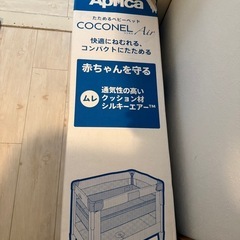 Aprica
たためるベビーベッド
COCONEL Air
快適にねむれる、
コンパクトにたためる
赤ちゃんを守る
ムレ
通気性の高い
クッション材
シルキーエアー™